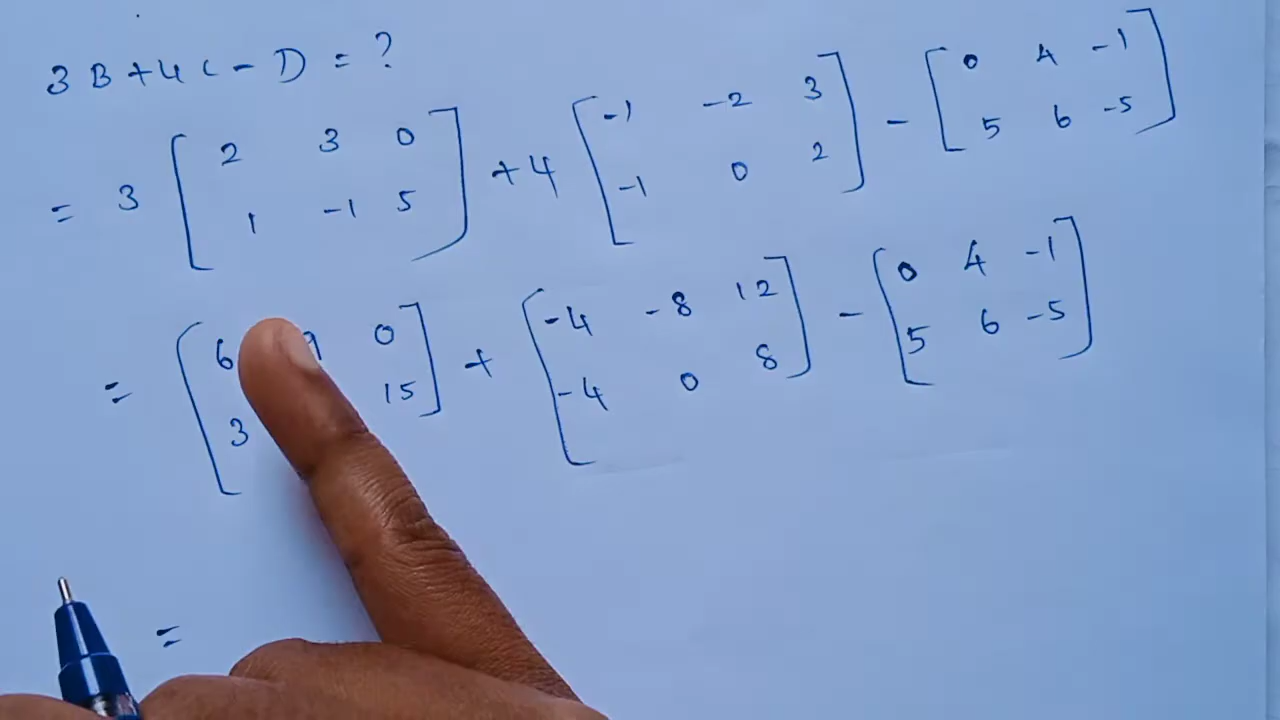 3B+4C-D=?
= 3 [ 2 3 0 ] +4 [ -1 -2 3 ] - [ 0 4 -1 ]
[ 1 -1 5 ] [ -1 0 2 ] [ 5 6 -5 ]
= [ 6 9 0 ] + [ -4 -8 12 ] - [ 0 4 -1 ]
[ 3 15 ] [ -4 0 8 ] [ 5 6 -5 ]
=